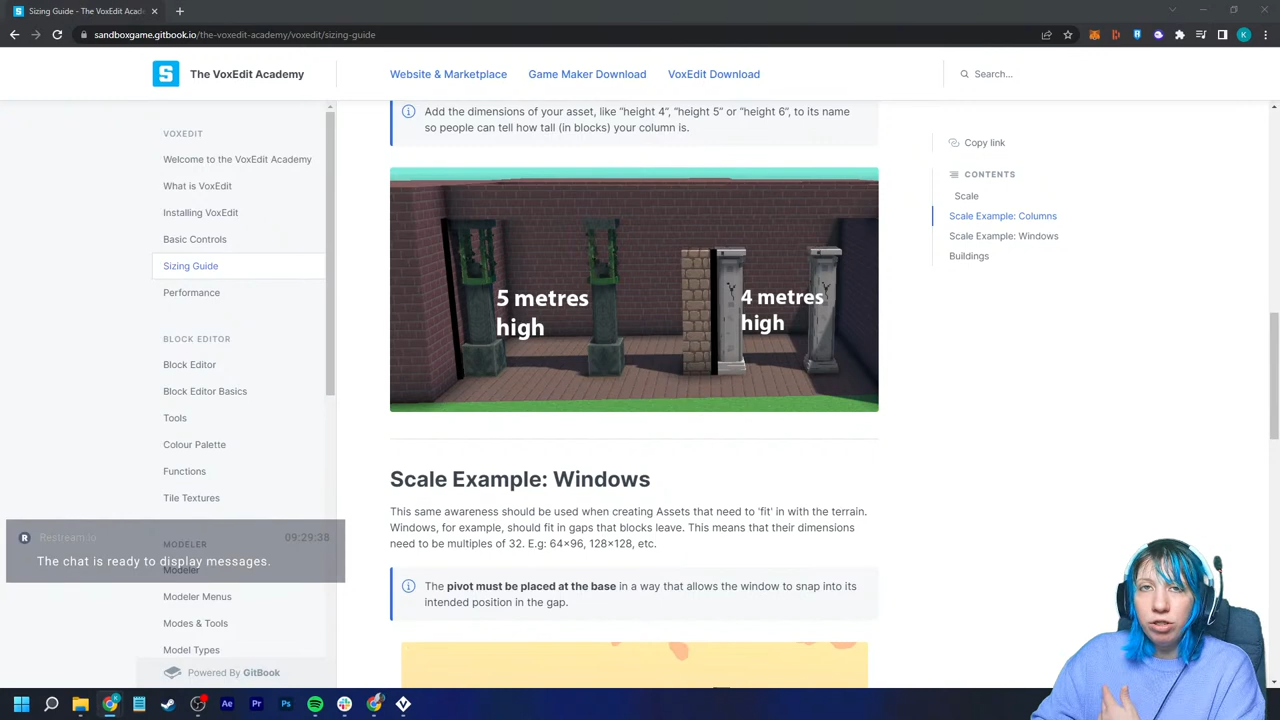 Sizing Guide - The VoxEdit Acade
sandboxgame.gitbook.io/the-voxedit-academy/voxedit/sizing-guide
K
S
The VoxEdit Academy
Website & Marketplace
Game Maker Download
VoxEdit Download
Search...
VOXEDIT
Welcome to the VoxEdit Academy
What is VoxEdit
Installing VoxEdit
Basic Controls
Sizing Guide
Performance
BLOCK EDITOR
Block Editor
Block Editor Basics
Tools
Colour Palette
Functions
Tile Textures
MODELER
Modeler
Modeler Menus
Modes & Tools
Model Types
Powered By GitBook
R
Restream.io
09:29:38
The chat is ready to display messages.
Add the dimensions of your asset, like “height 4”, “height 5” or “height 6”, to its name
so people can tell how tall (in blocks) your column is.
5 metres
high
4 metres
high
Scale Example: Windows
This same awareness should be used when creating Assets that need to 'fit' in with the terrain.
Windows, for example, should fit in gaps that blocks leave. This means that their dimensions
need to be multiples of 32. E.g: 64×96, 128×128, etc.
The pivot must be placed at the base in a way that allows the window to snap into its
intended position in the gap.
Copy link
CONTENTS
Scale
Scale Example: Columns
Scale Example: Windows
Buildings
Ae
Pr
Ps